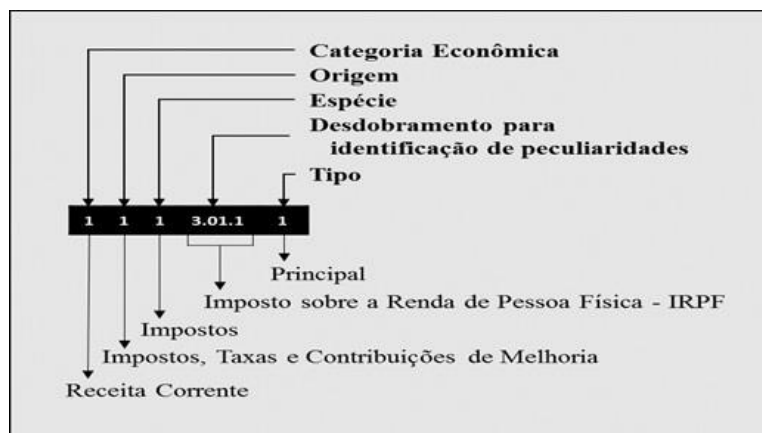 Categoria Econômica
Origem
Espécie
Desdobramento para
identificação de peculiaridades
Tipo
1 1 1 3.01.1 1
Principal
Imposto sobre a Renda de Pessoa Física - IRPF
Impostos
Impostos, Taxas e Contribuições de Melhoria
Receita Corrente